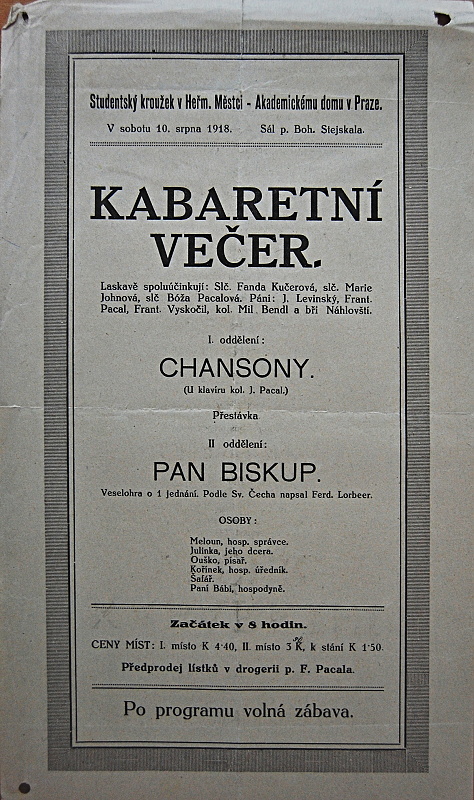 Studentský kroužek v Heřm. Městci - Akademickému domu v Praze.
V sobotu 10. srpna 1918. Sál p. Boh. Stejskala.
KABARETNÍ
VEČER.
Laskavě spoluúčinkují: Slč. Fanda Kučerová, slč. Marie
Johnová, slč Bóža Pacalová. Páni: J. Levinský, Frant.
Pacal, Frant. Vyskočil, kol. Mil. Bendl a bří Náhlovští.
I. oddělení:
CHANSONY.
(U klavíru kol. J. Pacal.)
Přestávka
II oddělení:
PAN BISKUP.
Veselohra o 1 jednání. Podle Sv. Čecha napsal Ferd. Lorbeer.
OSOBY:
Meloun, hosp. správce.
Julinka, jeho dcera.
Ouško, písař.
Kořínek, hosp. úředník.
Šafář.
Paní Bábi, hospodyně.
Začátek v 8 hodin.
CENY MÍST: I. místo K 4·40, II. místo 3 K, k stání K 1·50.
Předprodej lístků v drogerii p. F. Pacala.
Po programu volná zábava.